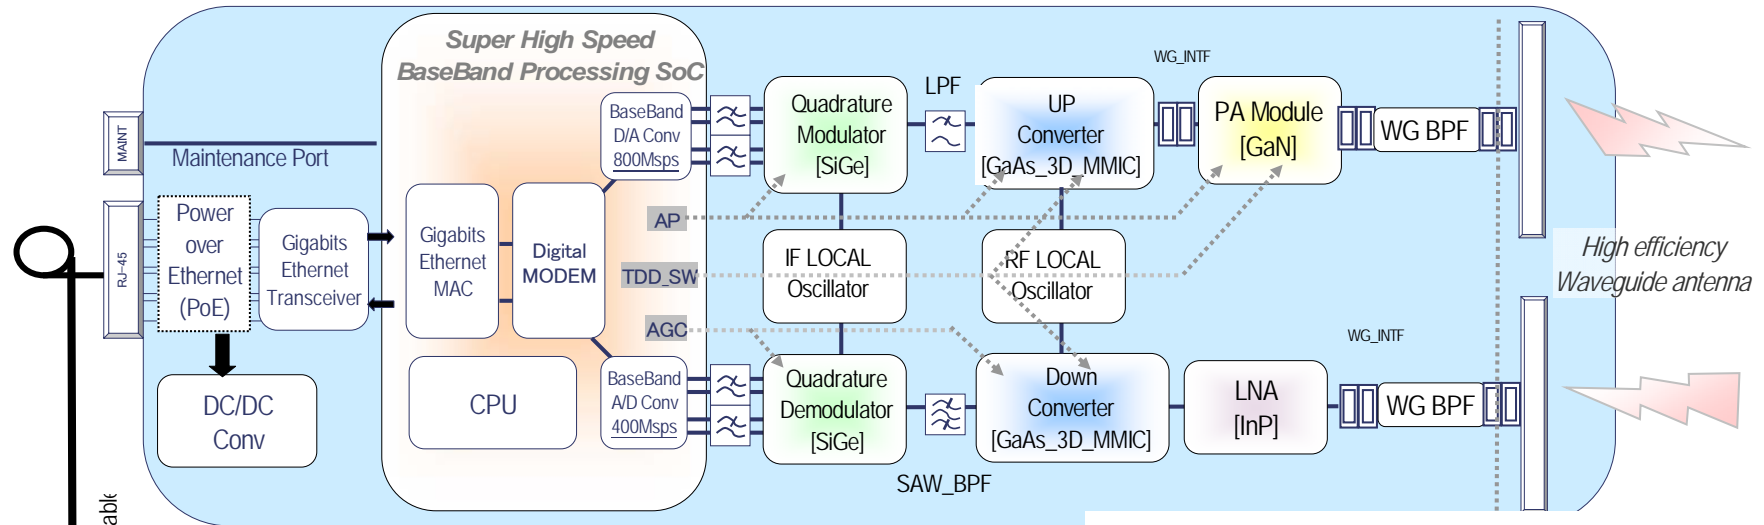 Super High Speed
BaseBand Processing SoC
MAINT
Maintenance Port
RJ-45
Power
over
Ethernet
(PoE)
Gigabits
Ethernet
Transceiver
DC/DC
Conv
Gigabits
Ethernet
MAC
Digital
MODEM
CPU
BaseBand
D/A Conv
800Msps
BaseBand
A/D Conv
400Msps
AP
TDD_SW
AGC
Quadrature
Modulator
[SiGe]
LPF
UP
Converter
[GaAs_3D_MMIC]
WG_INTF
PA Module
[GaN]
WG BPF
IF LOCAL
Oscillator
RF LOCAL
Oscillator
High efficiency
Waveguide antenna
Quadrature
Demodulator
[SiGe]
SAW_BPF
Down
Converter
[GaAs_3D_MMIC]
LNA
[InP]
WG_INTF
WG BPF